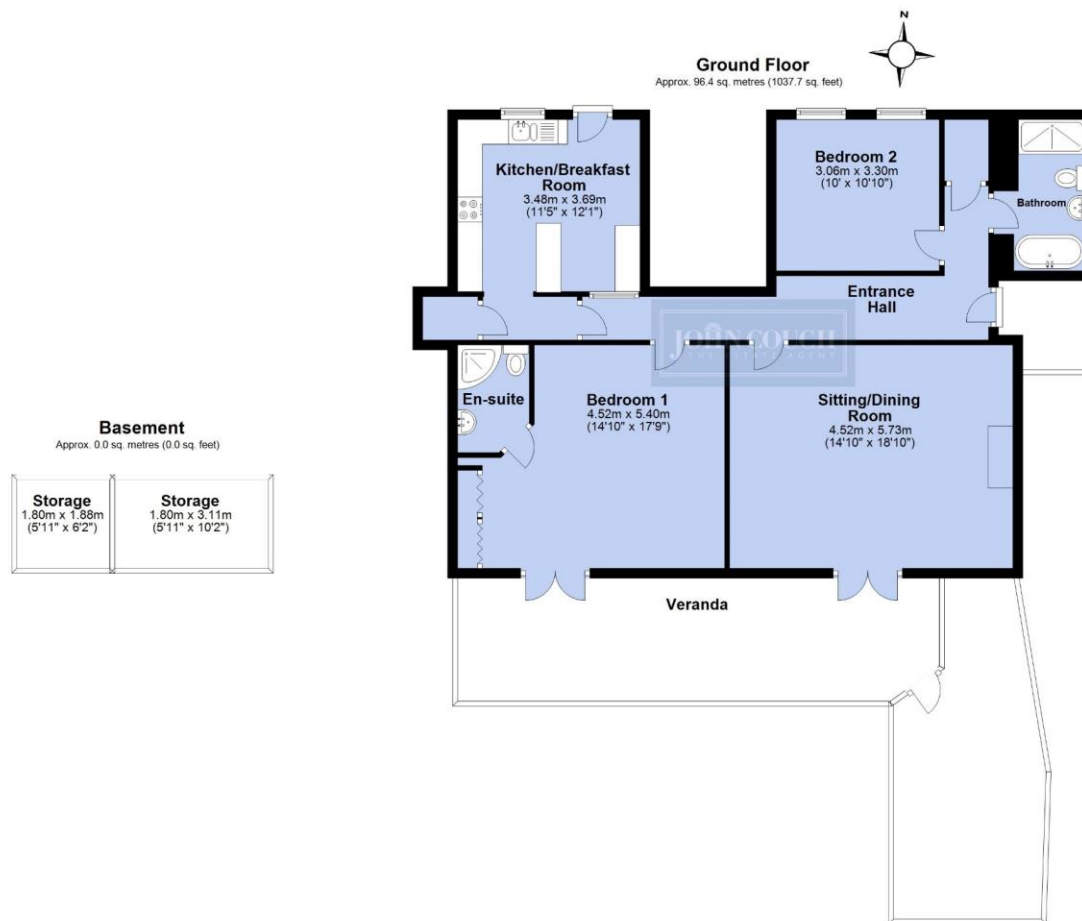 N
Ground Floor
Approx. 96.4 sq. metres (1037.7 sq. feet)
Kitchen/Breakfast
Room
3.48m x 3.69m
(11'5" x 12'1")
Bedroom 2
3.06m x 3.30m
(10' x 10'10")
Bathroom
Entrance
Hall
JOHN COUCH
THE ESTATE AGENT
En-suite
Bedroom 1
4.52m x 5.40m
(14'10" x 17'9")
Sitting/Dining
Room
4.52m x 5.73m
(14'10" x 18'10")
Veranda
Basement
Approx. 0.0 sq. metres (0.0 sq. feet)
Storage
1.80m x 1.88m
(5'11" x 6'2")
Storage
1.80m x 3.11m
(5'11" x 10'2")